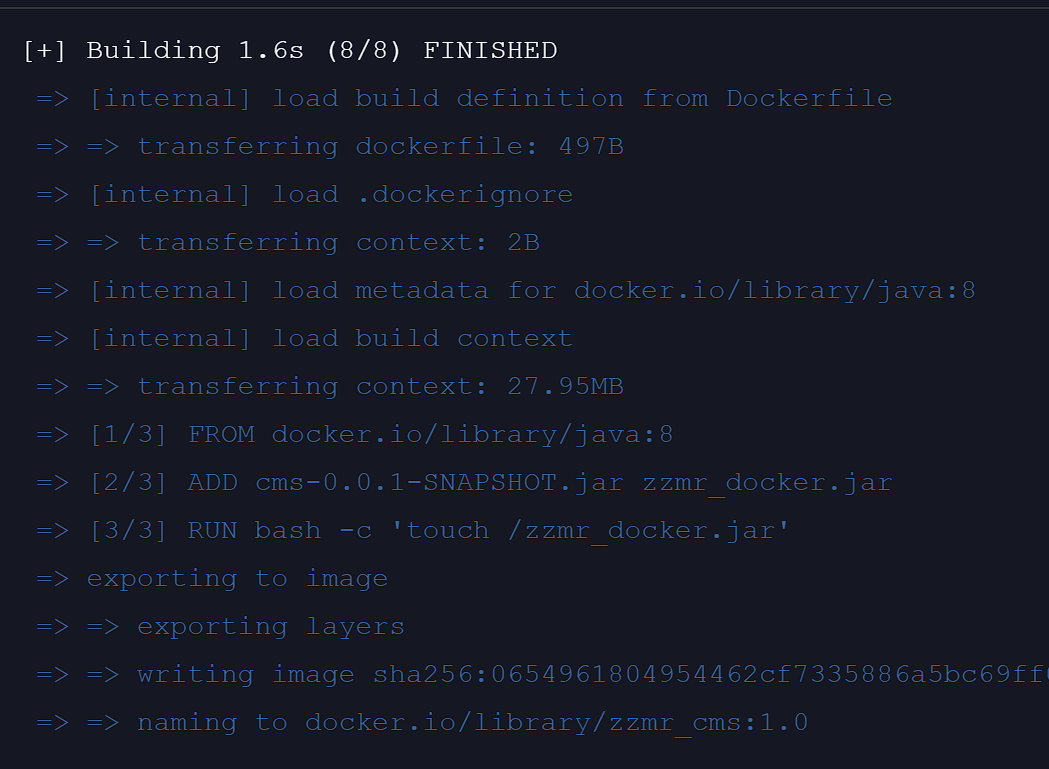 [+] Building 1.6s (8/8) FINISHED
=> [internal] load build definition from Dockerfile
=> => transferring dockerfile: 497B
=> [internal] load .dockerignore
=> => transferring context: 2B
=> [internal] load metadata for docker.io/library/java:8
=> [internal] load build context
=> => transferring context: 27.95MB
=> [1/3] FROM docker.io/library/java:8
=> [2/3] ADD cms-0.0.1-SNAPSHOT.jar zzmr_docker.jar
=> [3/3] RUN bash -c 'touch /zzmr_docker.jar'
=> exporting to image
=> => exporting layers
=> => writing image sha256:0654961804954462cf7335886a5bc69ff
=> => naming to docker.io/library/zzmr_cms:1.0